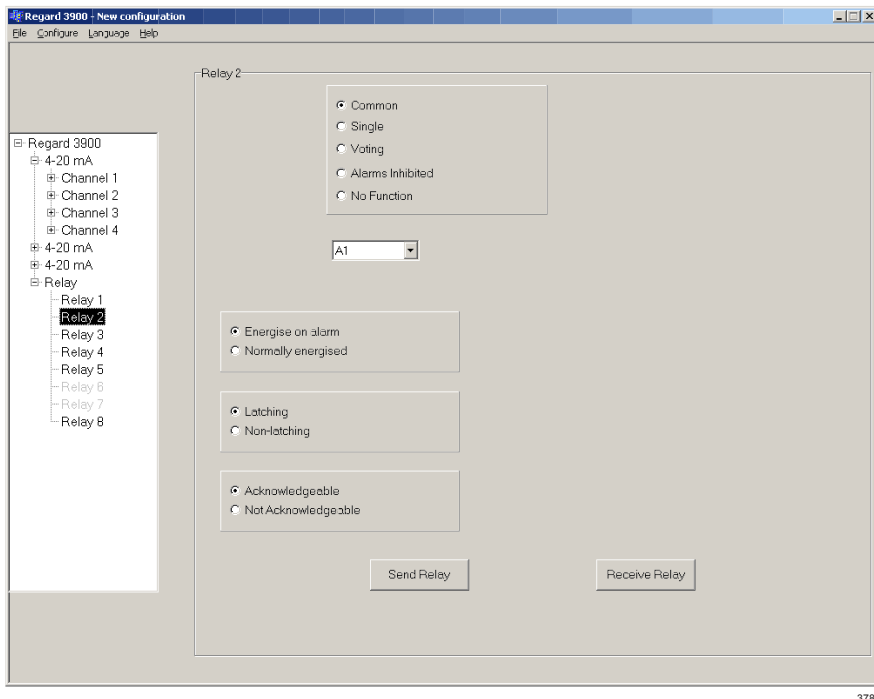 Regard 3900 - New configuration
File Configure Language Help
Regard 3900
4-20 mA
Channel 1
Channel 2
Channel 3
Channel 4
4-20 mA
4-20 mA
Relay
Relay 1
Relay 2
Relay 3
Relay 4
Relay 5
Relay 6
Relay 7
Relay 8
Relay 2
Common
Single
Voting
Alarms Inhibited
No Function
A1
Energise on alarm
Normally energised
Latching
Non-latching
Acknowledgeable
Not Acknowledgeable
Send Relay
Receive Relay
378